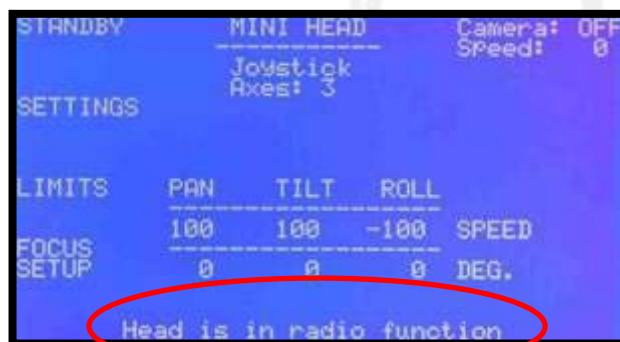 STANDBY MINI HEAD Camera: OFF
Speed: 0
Joystick
Axes: 3
SETTINGS
LIMITS PAN TILT ROLL
100 100 -100 SPEED
FOCUS
SETUP 0 0 0 DEG.
Head is in radio function